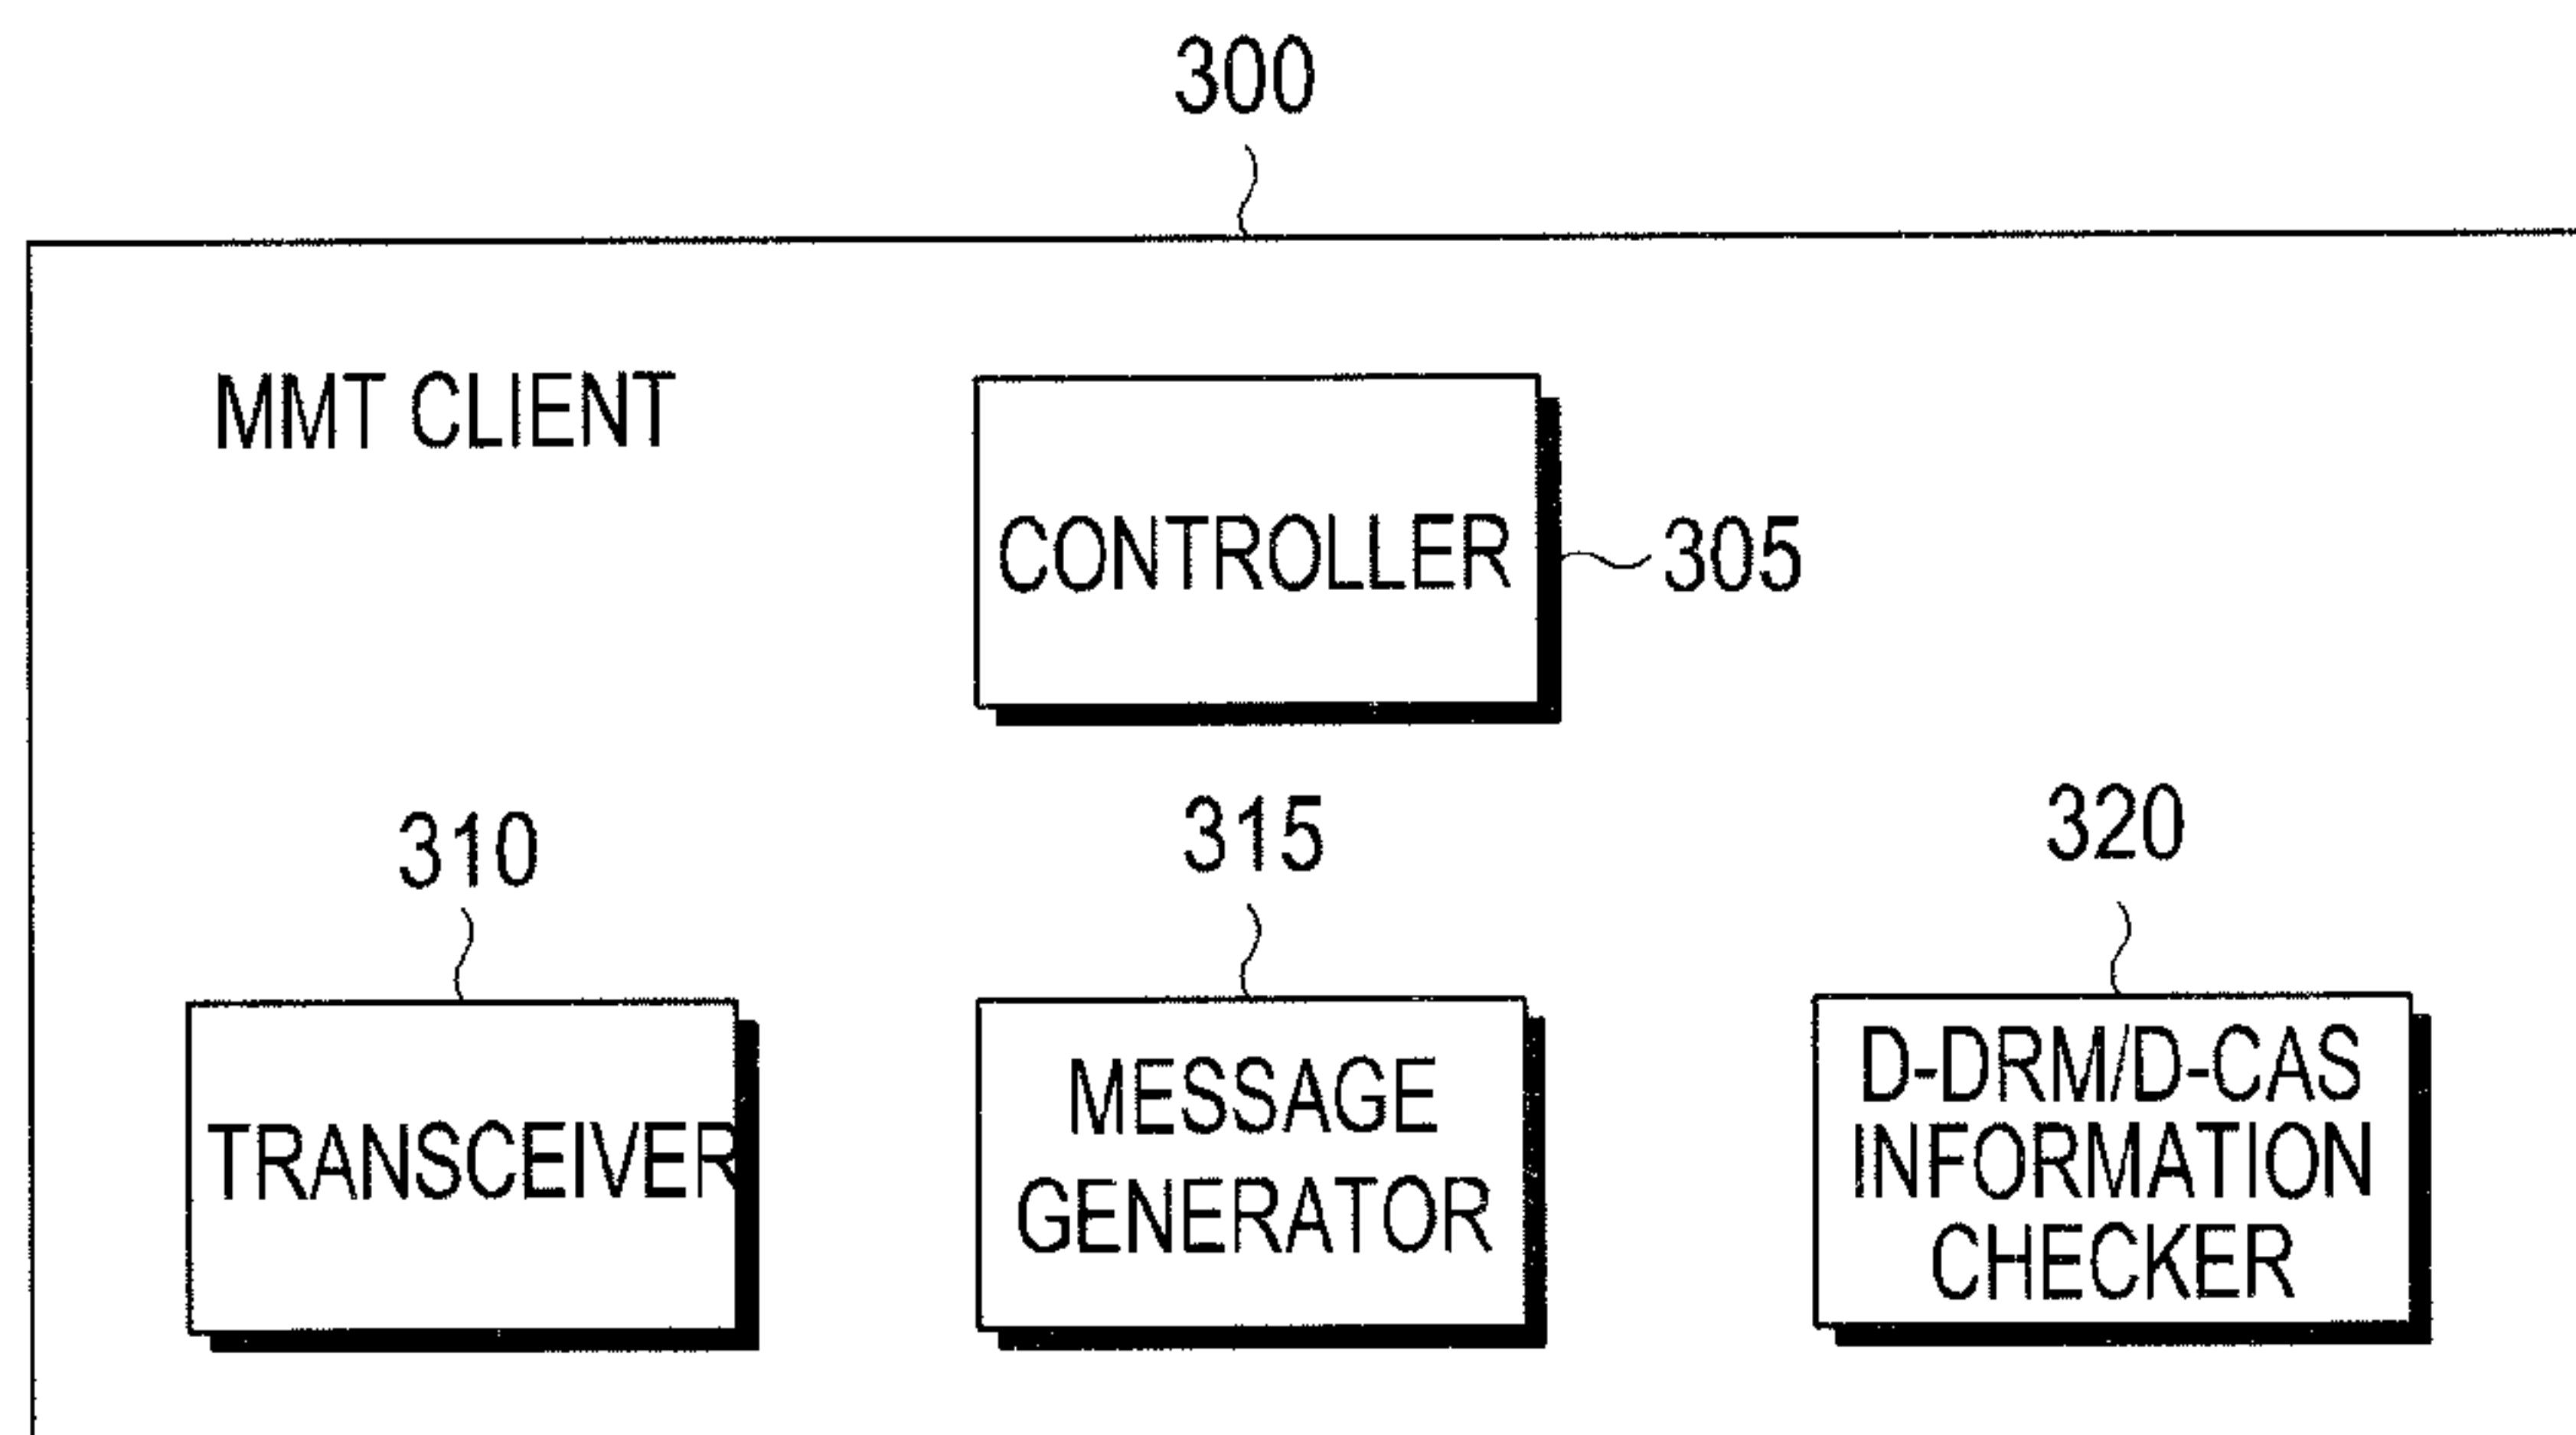 300
MMT CLIENT
CONTROLLER
305
310
315
320
TRANSCEIVER
MESSAGE
GENERATOR
D-DRM/D-CAS
INFORMATION
CHECKER